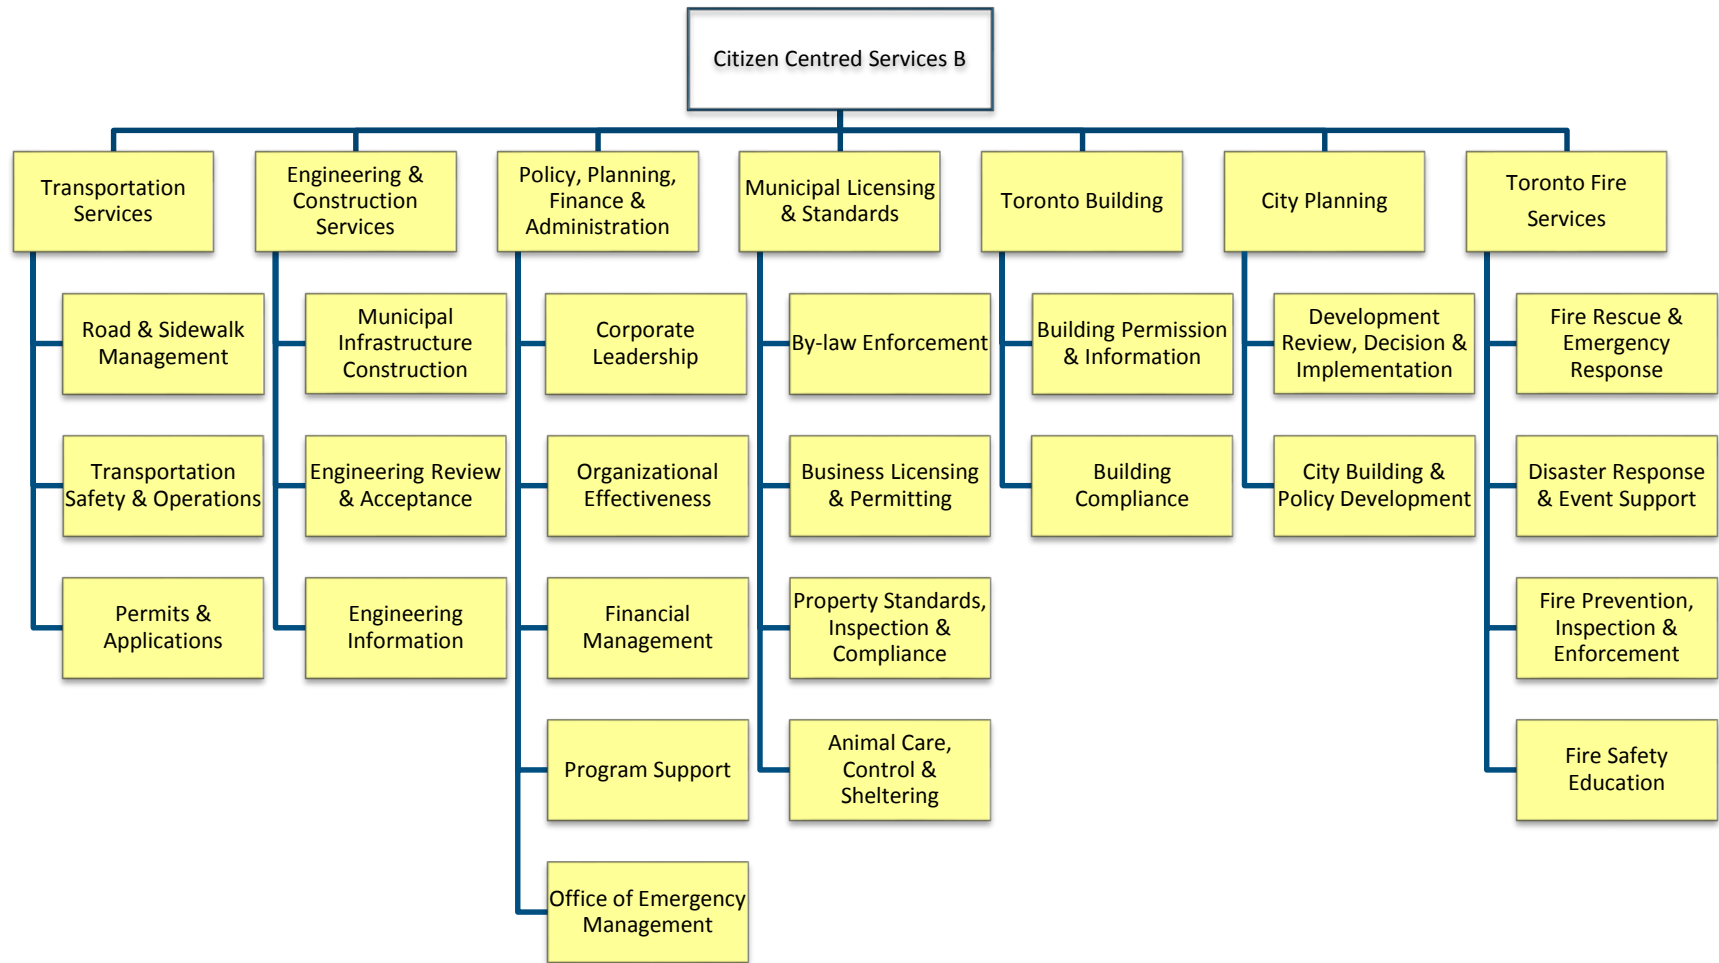 Citizen Centred Services B
Transportation
Services
Engineering &
Construction
Services
Policy, Planning,
Finance &
Administration
Municipal Licensing
& Standards
Toronto Building
City Planning
Toronto Fire
Services
Road & Sidewalk
Management
Transportation
Safety & Operations
Permits &
Applications
Municipal
Infrastructure
Construction
Engineering Review
& Acceptance
Engineering
Information
Corporate
Leadership
Organizational
Effectiveness
Financial
Management
Program Support
Office of Emergency
Management
By-law Enforcement
Business Licensing
& Permitting
Property Standards,
Inspection &
Compliance
Animal Care,
Control &
Sheltering
Building Permission
& Information
Building
Compliance
Development
Review, Decision &
Implementation
City Building &
Policy Development
Fire Rescue &
Emergency
Response
Disaster Response
& Event Support
Fire Prevention,
Inspection &
Enforcement
Fire Safety
Education